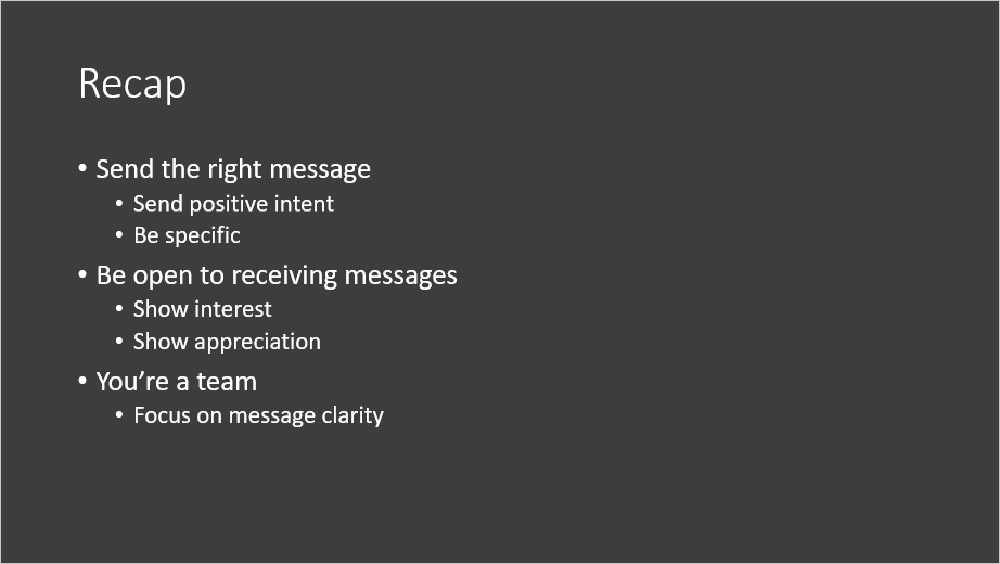 Recap
• Send the right message
• Send positive intent
• Be specific
• Be open to receiving messages
• Show interest
• Show appreciation
• You’re a team
• Focus on message clarity